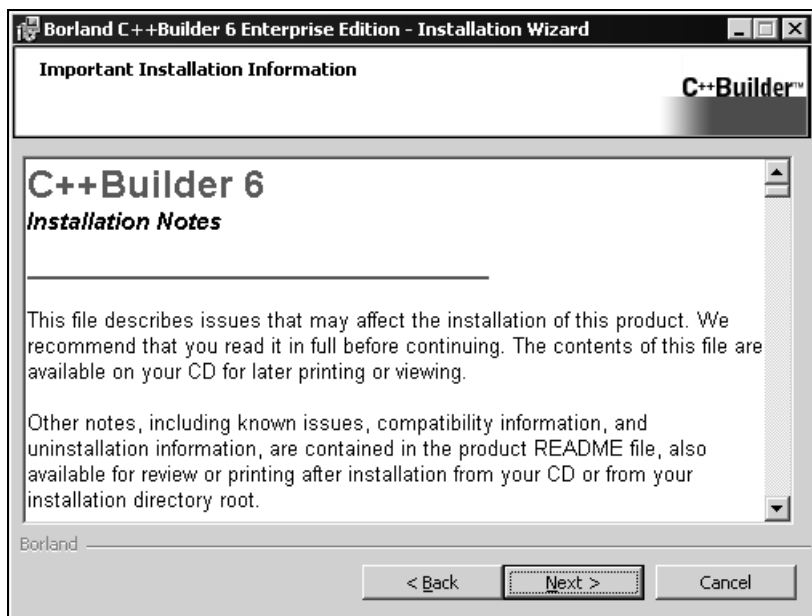 Borland C++Builder 6 Enterprise Edition - Installation Wizard
Important Installation Information
C++Builder™
C++Builder 6
Installation Notes
This file describes issues that may affect the installation of this product. We
recommend that you read it in full before continuing. The contents of this file are
available on your CD for later printing or viewing.
Other notes, including known issues, compatibility information, and
uninstallation information, are contained in the product README file, also
available for review or printing after installation from your CD or from your
installation directory root.
Borland
< Back
Next >
Cancel